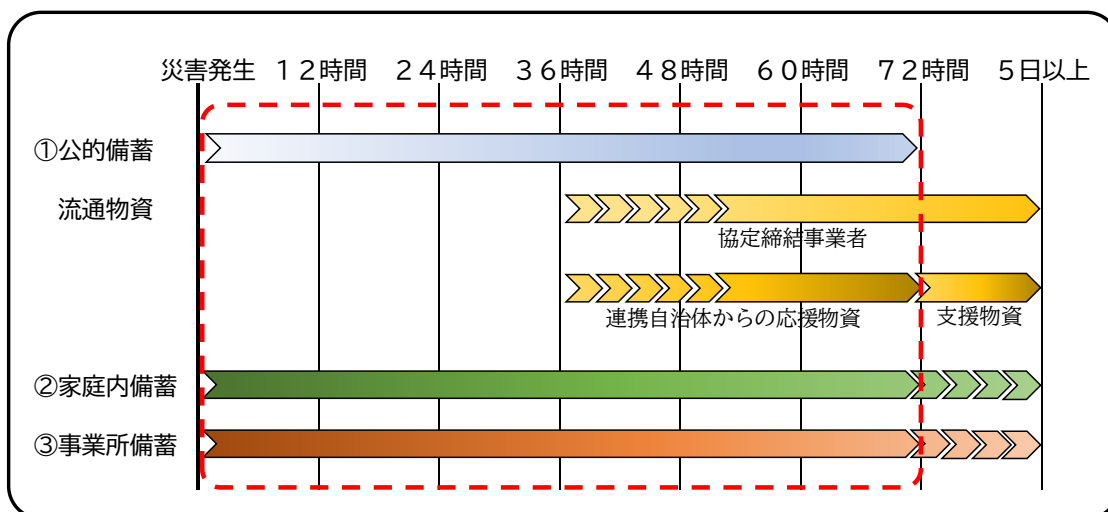 災害発生 １２時間 ２４時間 ３６時間 ４８時間 ６０時間 ７２時間 ５日以上
①公的備蓄
流通物資
協定締結事業者
連携自治体からの応援物資 支援物資
②家庭内備蓄
③事業所備蓄